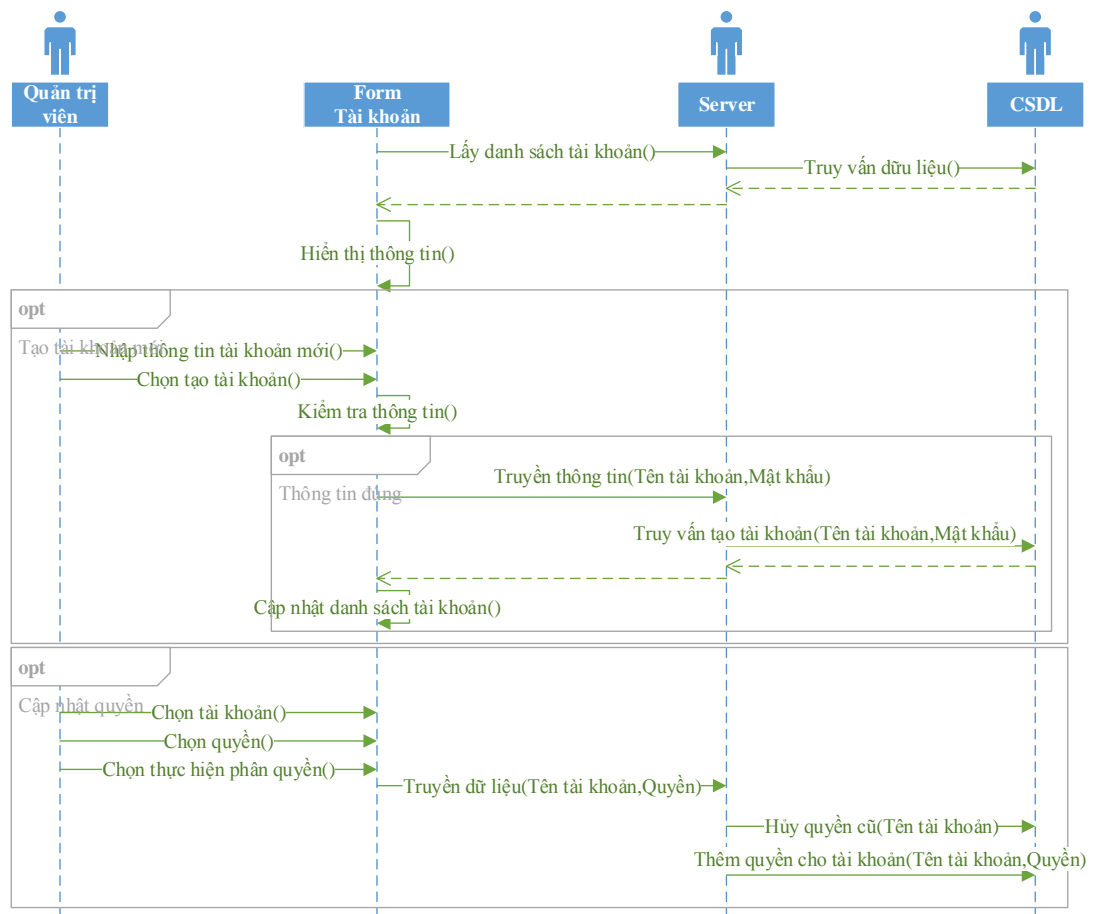 Quản trị
viên
Form
Tài khoản
Server
CSDL
Lấy danh sách tài khoản()
Truy vấn dữu liệu()
Hiển thị thông tin()
opt
Tạo tài khoản mới
Nhập thông tin tài khoản mới()
Chọn tạo tài khoản()
Kiểm tra thông tin()
opt
Truyền thông tin(Tên tài khoản,Mật khẩu)
Thông tin đúng
Truy vấn tạo tài khoản(Tên tài khoản,Mật khẩu)
Cập nhật danh sách tài khoản()
opt
Cập nhật quyền
Chọn tài khoản()
Chọn quyền()
Chọn thực hiện phân quyền()
Truyền dữ liệu(Tên tài khoản,Quyền)
Hủy quyền cũ(Tên tài khoản)
Thêm quyền cho tài khoản(Tên tài khoản,Quyền)